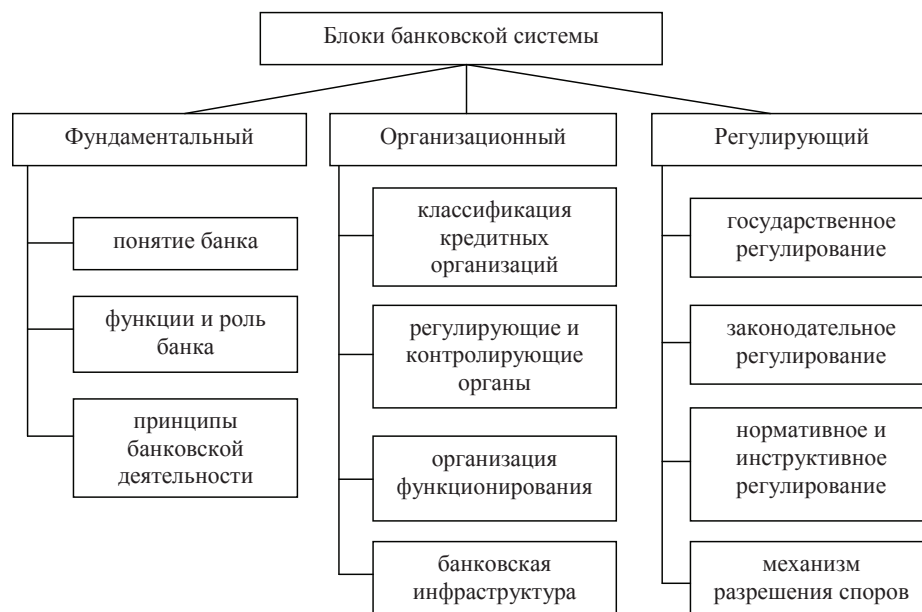 Блоки банковской системы
Фундаментальный
понятие банка
функции и роль
банка
принципы
банковской
деятельности
Организационный
классификация
кредитных
организаций
регулирующие и
контролирующие
органы
организация
функционирования
банковская
инфраструктура
Регулирующий
государственное
регулирование
законодательное
регулирование
нормативное и
инструктивное
регулирование
механизм
разрешения споров